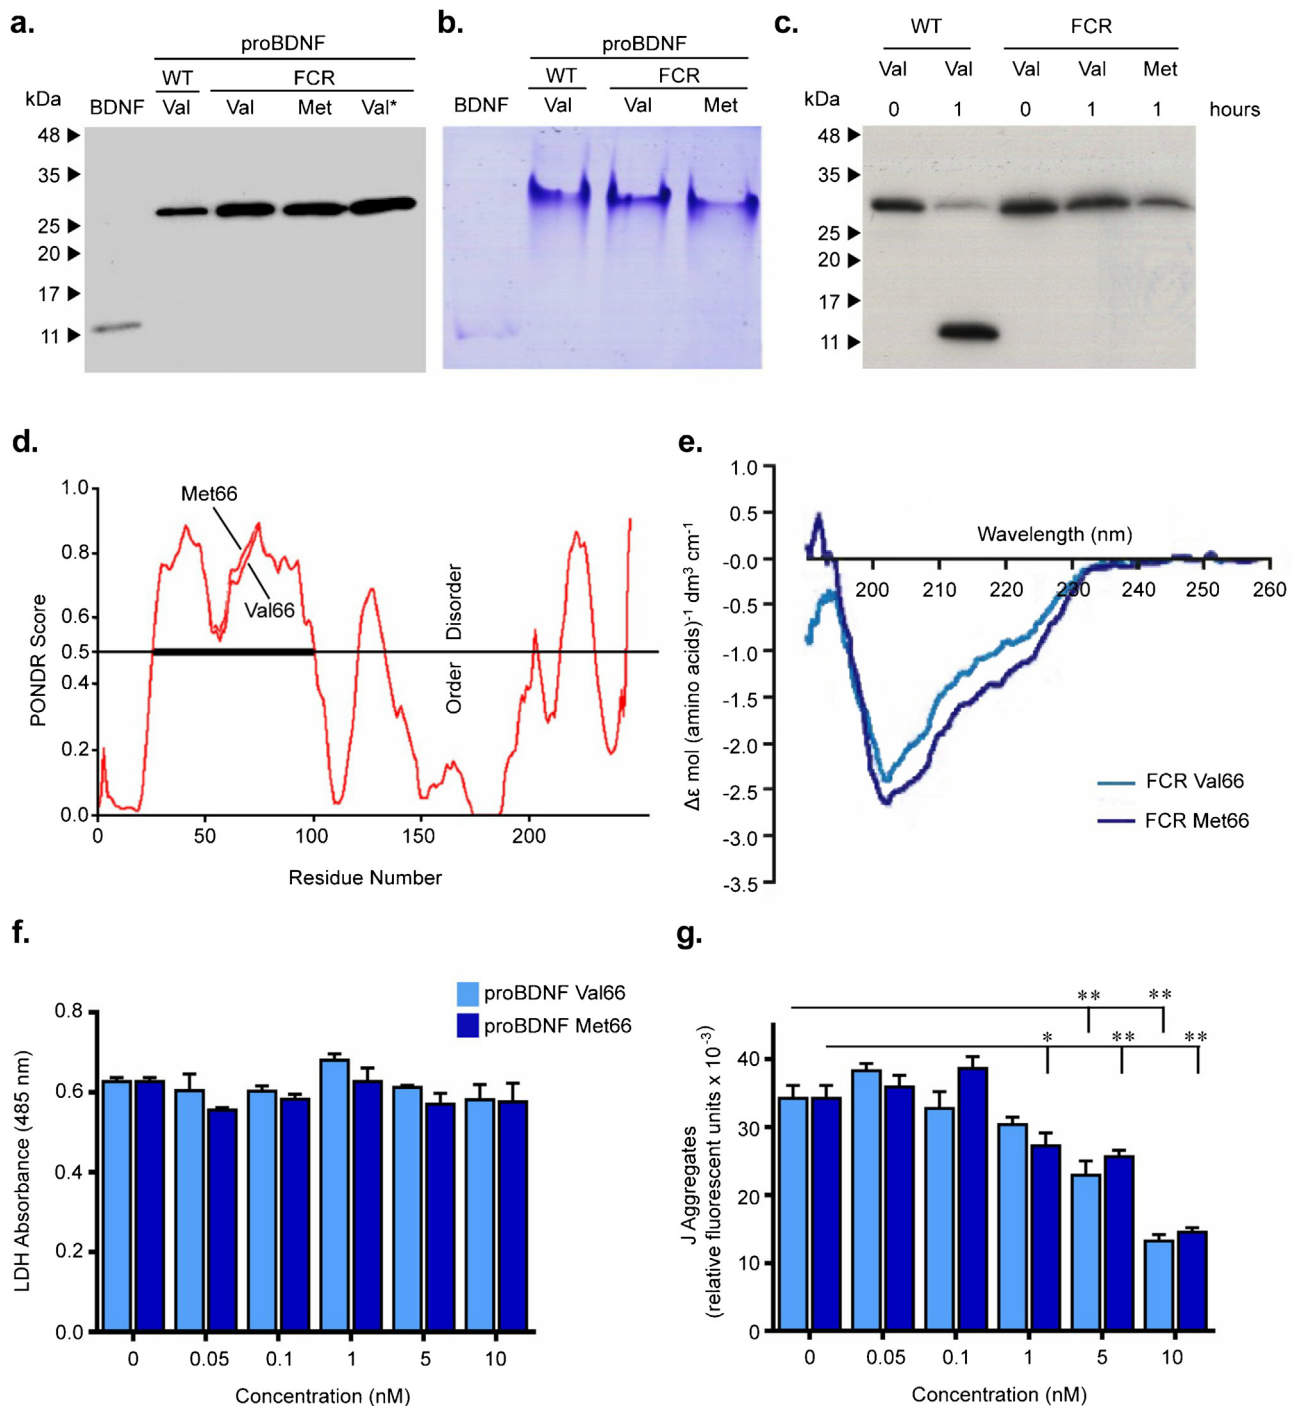 a.
proBDNF
WT FCR
kDa BDNF Val Val Met Val*
48
35
25
20
17
11
b.
proBDNF
WT FCR
BDNF Val Val Met
c.
WT FCR
Val Val Val Val Met
kDa 0 1 0 1 1 hours
48
35
25
20
17
11
d.
PONDR Score
1.0
0.8
0.6
0.5
0.4
0.2
0.0
Met66
Val66
Disorder
Order
0 50 100 150 200
Residue Number
e.
Δε mol (amino acids)-1 dm3 cm-1
1.0
0.5
-0.0
-0.5
-1.0
-1.5
-2.0
-2.5
-3.0
-3.5
Wavelength (nm)
200 210 220 230 240 250 260
FCR Val66
FCR Met66
f.
proBDNF Val66
proBDNF Met66
LDH Absorbance (485 nm)
0.8
0.6
0.4
0.2
0.0
0 0.05 0.1 1 5 10
Concentration (nM)
g.
J Aggregates
(relative fluorescent units x 10-3)
** **
* ** **
40
30
20
10
0
0 0.05 0.1 1 5 10
Concentration (nM)